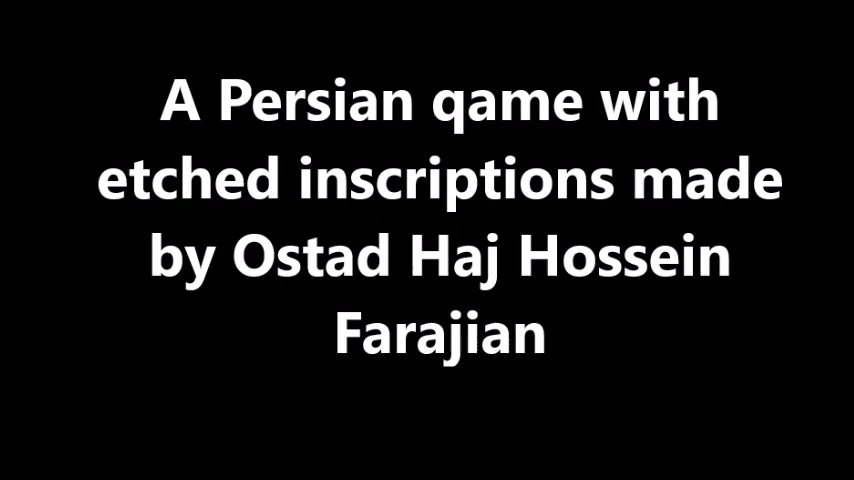 A Persian qame with
etched inscriptions made
by Ostad Haj Hossein
Farajian